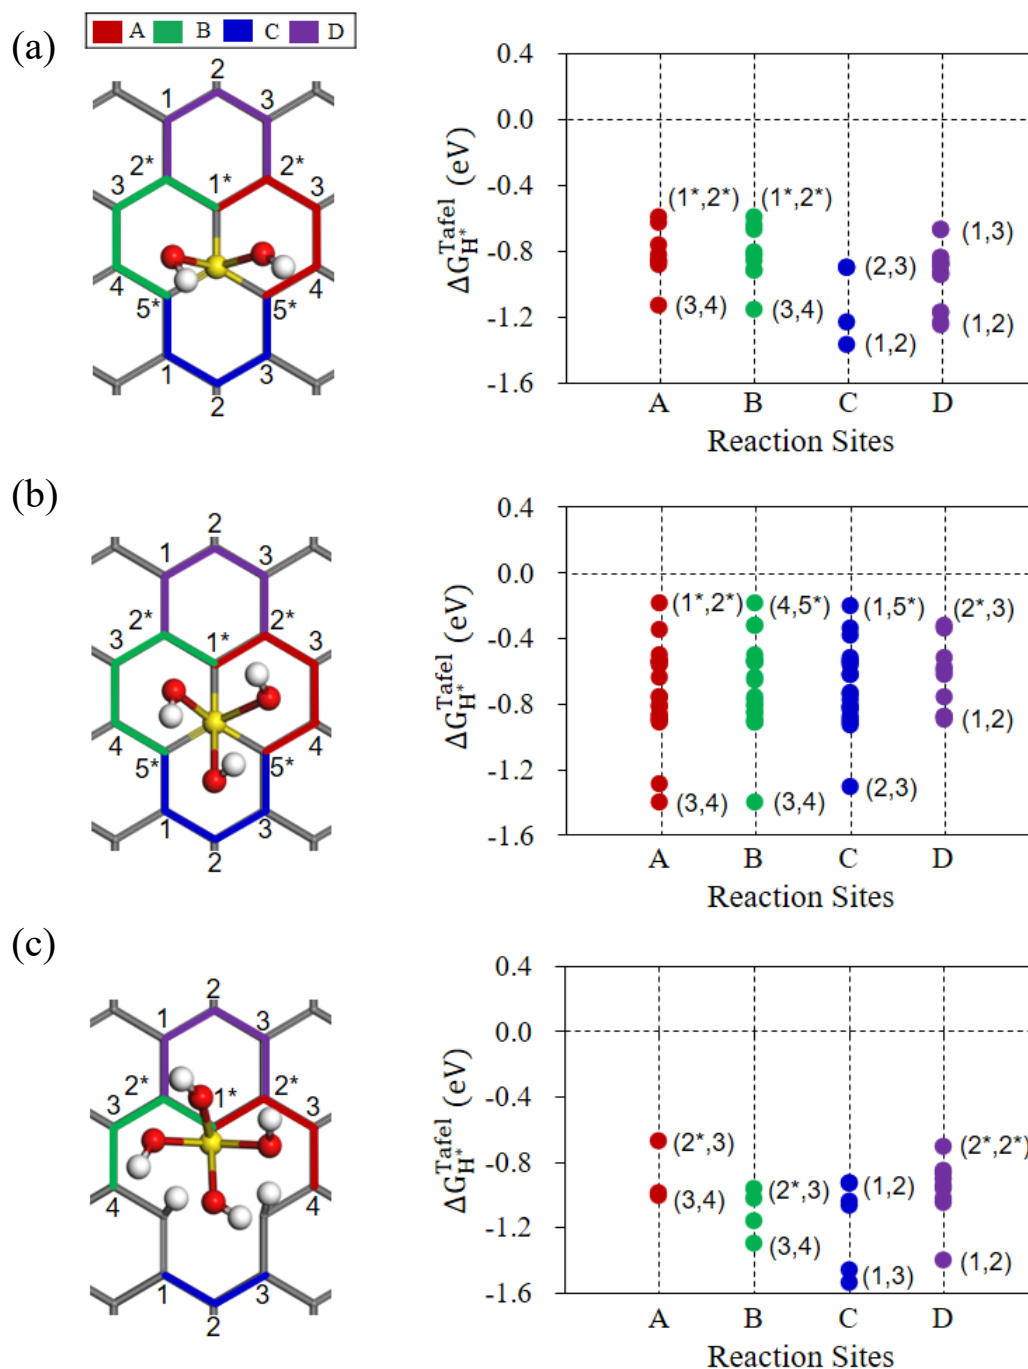 (a)
A B C D
2
1 3
2* 2*
3 1* 3
4 4
5* 5*
1 3
2
ΔG_H*^Tafel (eV)
0.4
0.0
-0.4
-0.8
-1.2
-1.6
(1*,2*) (1*,2*)
(1,3)
(2,3)
(3,4) (3,4)
(1,2) (1,2)
A B C D
Reaction Sites
(b)
2
1 3
2* 2*
3 1* 3
4 4
5* 5*
1 3
2
ΔG_H*^Tafel (eV)
0.4
0.0
-0.4
-0.8
-1.2
-1.6
(1*,2*) (4,5*) (1,5*) (2*,3)
(1,2)
(3,4) (3,4) (2,3)
A B C D
Reaction Sites
(c)
2
1 3
2* 1* 2*
3 3
4 4
1 3
2
ΔG_H*^Tafel (eV)
0.4
0.0
-0.4
-0.8
-1.2
-1.6
(2*,3) (2*,2*)
(3,4) (2*,3) (1,2)
(3,4) (1,3) (1,2)
A B C D
Reaction Sites